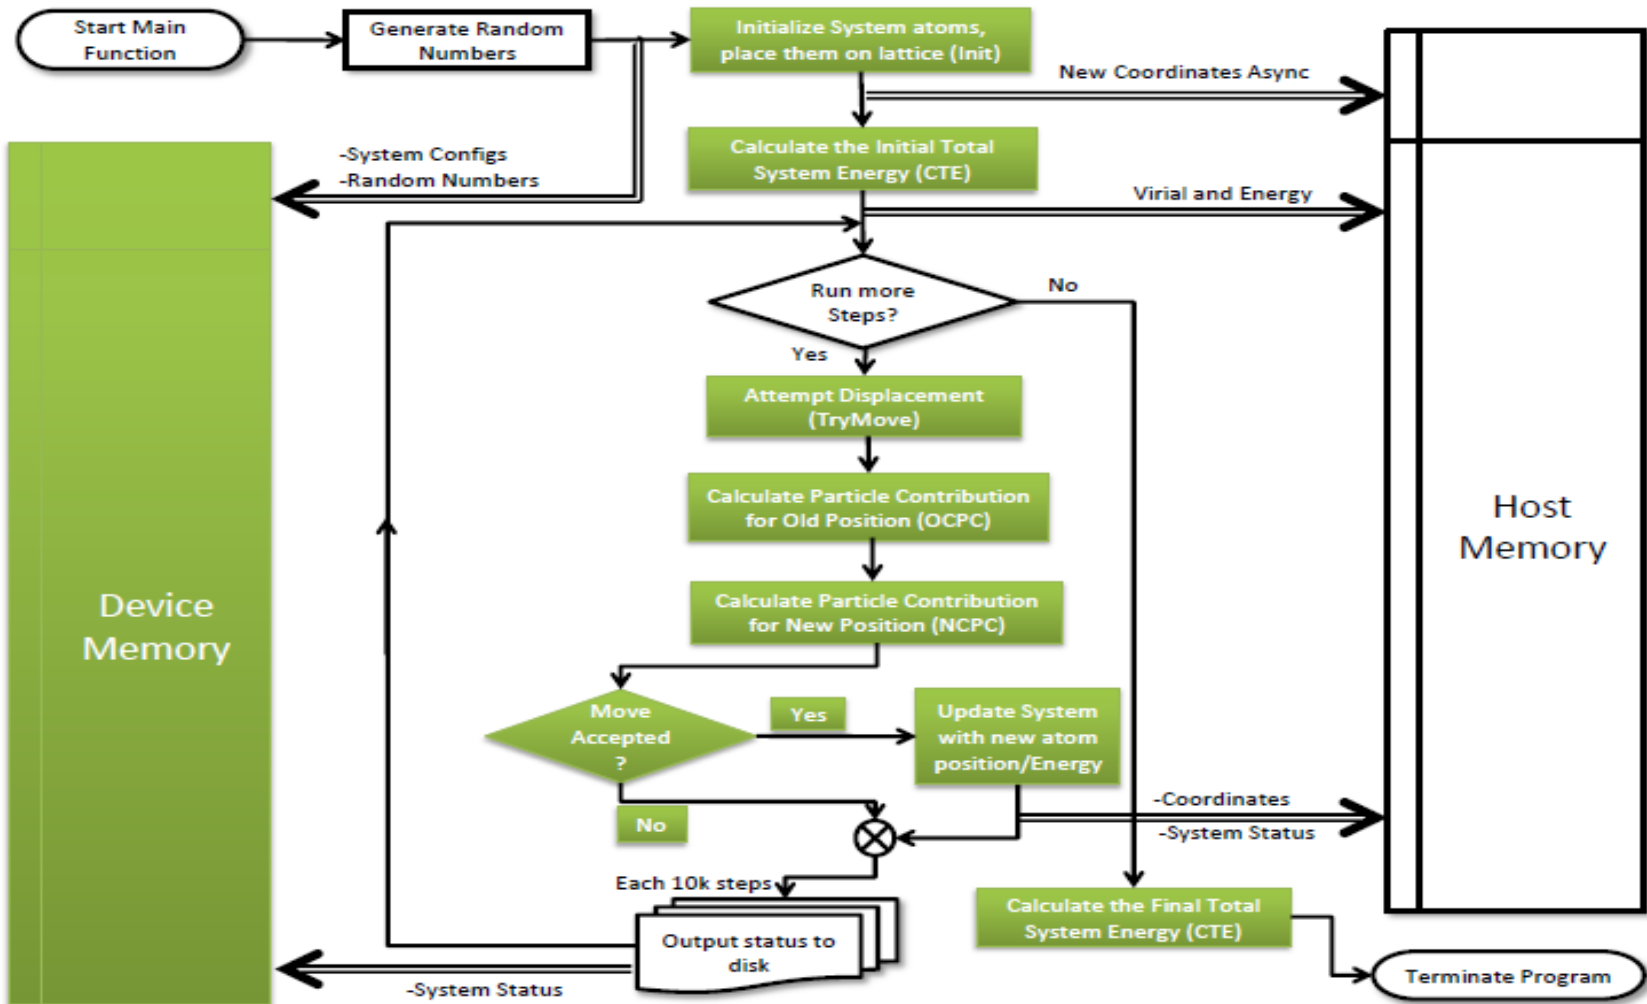 Start Main
Function
Generate Random
Numbers
Initialize System atoms,
place them on lattice (Init)
New Coordinates Async
-System Configs
-Random Numbers
Calculate the Initial Total
System Energy (CTE)
Virial and Energy
Run more
Steps?
No
Yes
Attempt Displacement
(TryMove)
Calculate Particle Contribution
for Old Position (OCPC)
Host
Memory
Device
Memory
Calculate Particle Contribution
for New Position (NCPC)
Move
Accepted
?
Yes
Update System
with new atom
position/Energy
No
-Coordinates
-System Status
Each 10k steps
Output status to
disk
Calculate the Final Total
System Energy (CTE)
-System Status
Terminate Program